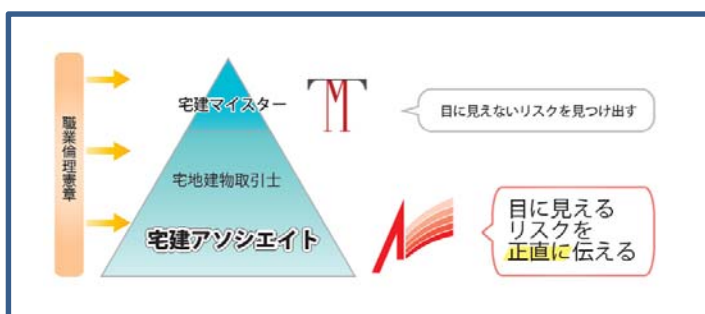 職業倫理憲章
宅建マイスター
目に見えないリスクを見つけ出す
宅地建物取引士
宅建アソシエイト
目に見える
リスクを
正直に伝える